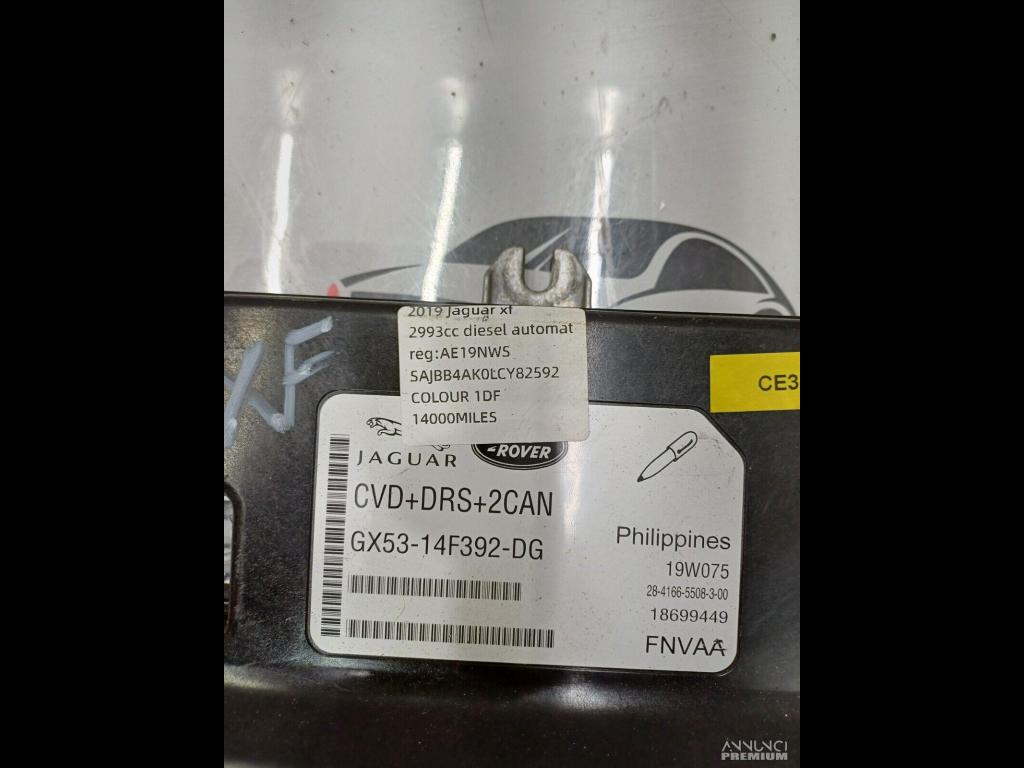 2019 Jaguar xf
2993cc diesel automat
reg:AE19NWS
SAJBB4AK0LCY82592
COLOUR 1DF
14000MILES
XF
CE3
JAGUAR
-ROVER
CVD+DRS+2CAN
GX53-14F392-DG
Philippines
19W075
28-4166-5508-3-00
18699449
FNVAA
ANNUNCI
PREMIUM